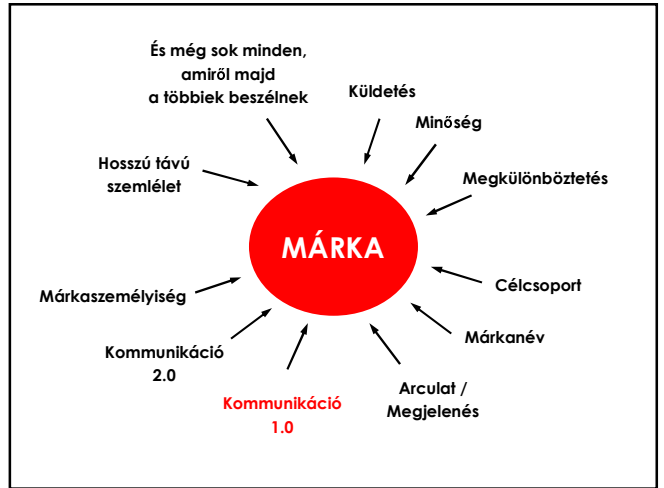 És még sok minden,
amiről majd
a többiek beszélnek
Küldetés
Minőség
Megkülönböztetés
Célcsoport
Márkanév
Arculat /
Megjelenés
Kommunikáció
1.0
Kommunikáció
2.0
Márkaszemélyiség
Hosszú távú
szemlélet
MÁRKA